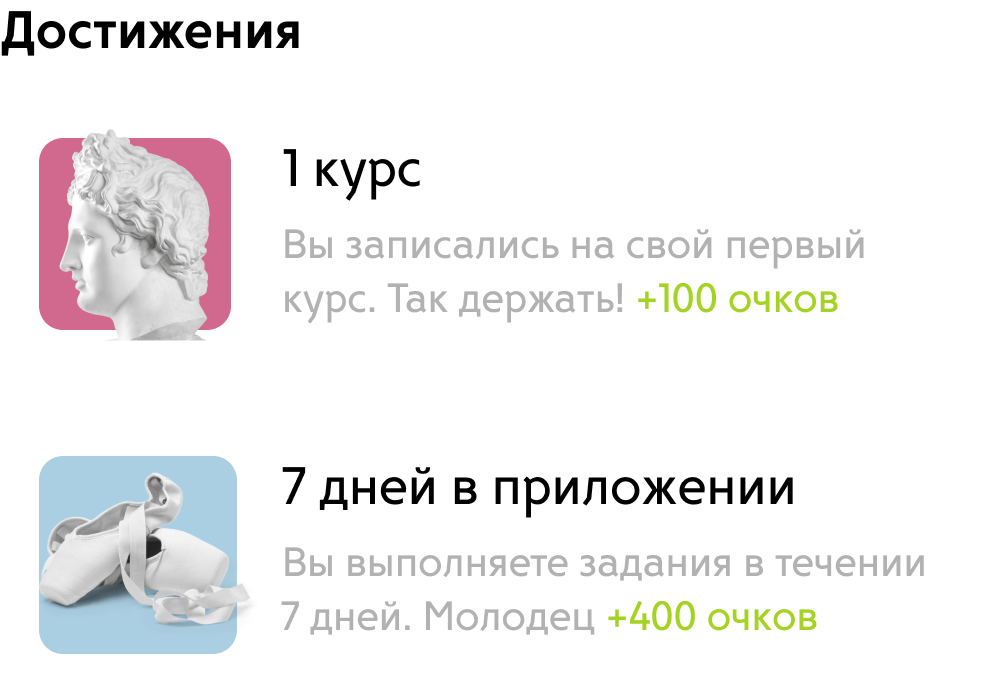 Достижения
1 курс
Вы записались на свой первый
курс. Так держать! +100 очков
7 дней в приложении
Вы выполняете задания в течении
7 дней. Молодец +400 очков